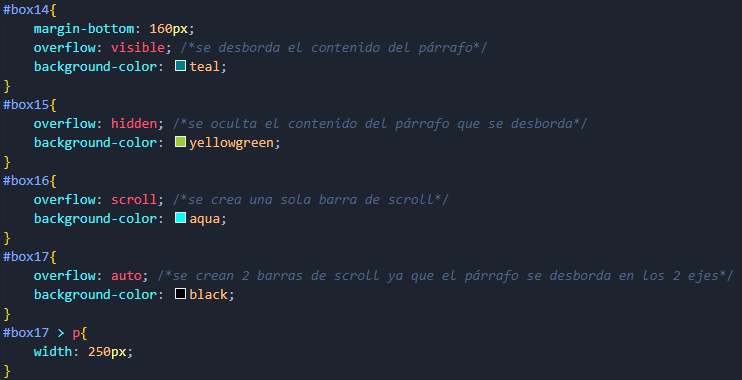 #box14{
    margin-bottom: 160px;
    overflow: visible; /*se desborda el contenido del párrafo*/
    background-color: teal;
}
#box15{
    overflow: hidden; /*se oculta el contenido del párrafo que se desborda*/
    background-color: yellowgreen;
}
#box16{
    overflow: scroll; /*se crea una sola barra de scroll*/
    background-color: aqua;
}
#box17{
    overflow: auto; /*se crean 2 barras de scroll ya que el párrafo se desborda en los 2 ejes*/
    background-color: black;
}
#box17 > p{
    width: 250px;
}